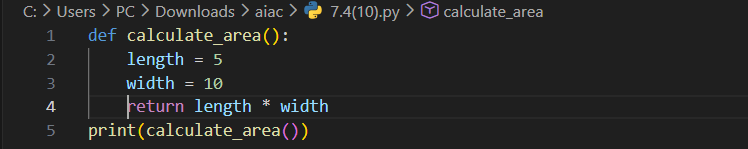 C: > Users > PC > Downloads > aiac > 7.4(10).py > calculate_area
1 def calculate_area():
2     length = 5
3     width = 10
4     return length * width
5 print(calculate_area())